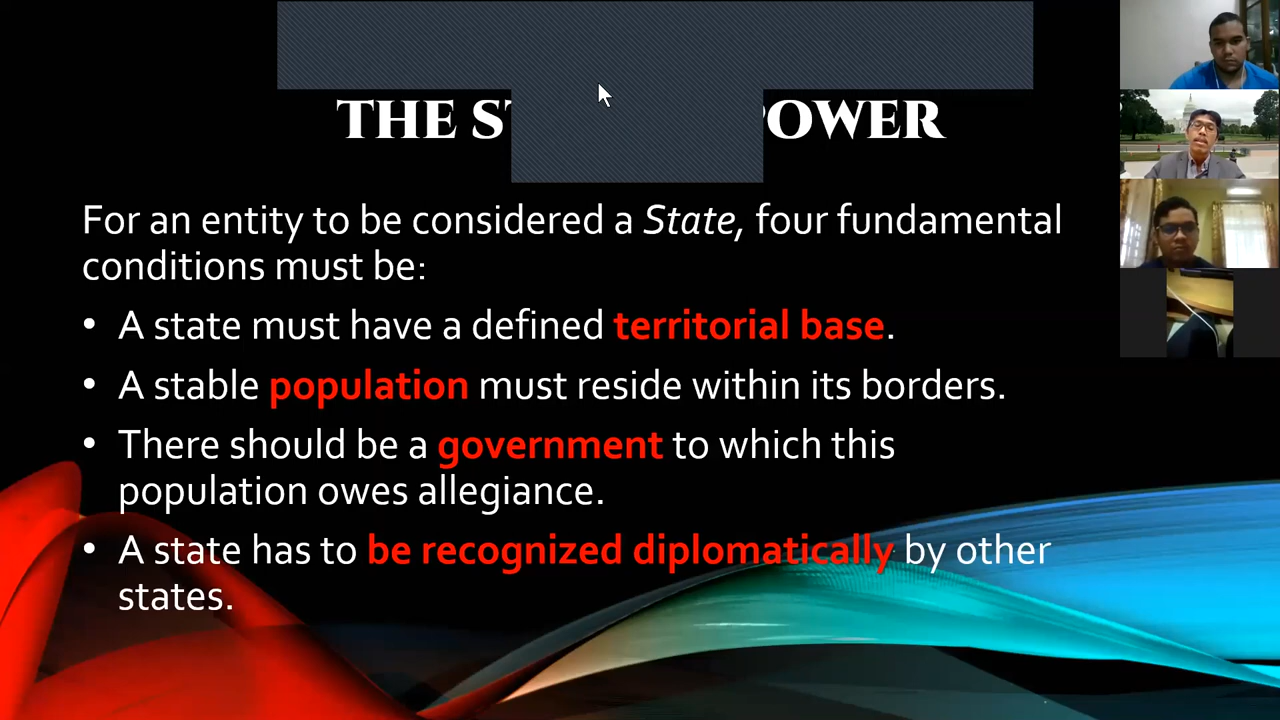 THE ST POWER
For an entity to be considered a State, four fundamental
conditions must be:
• A state must have a defined territorial base.
• A stable population must reside within its borders.
• There should be a government to which this
population owes allegiance.
• A state has to be recognized diplomatically by other
states.